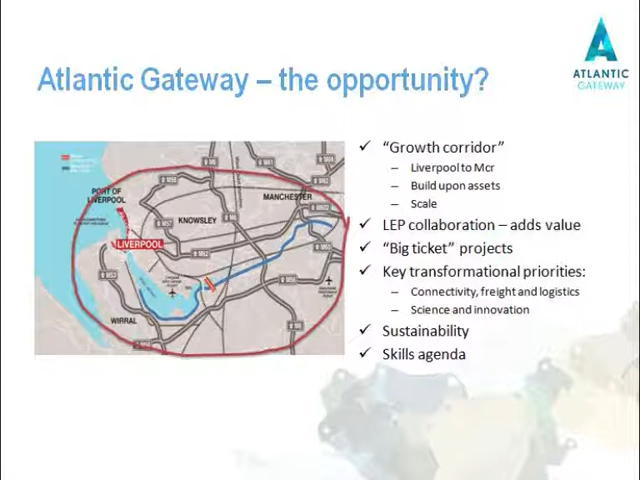 Atlantic Gateway – the opportunity?
ATLANTIC
GATEWAY
PORT OF
LIVERPOOL
KNOWSLEY
MANCHESTER
LIVERPOOL
WIRRAL
✓ “Growth corridor”
– Liverpool to Mcr
– Build upon assets
– Scale
✓ LEP collaboration – adds value
✓ “Big ticket” projects
✓ Key transformational priorities:
– Connectivity, freight and logistics
– Science and innovation
✓ Sustainability
✓ Skills agenda